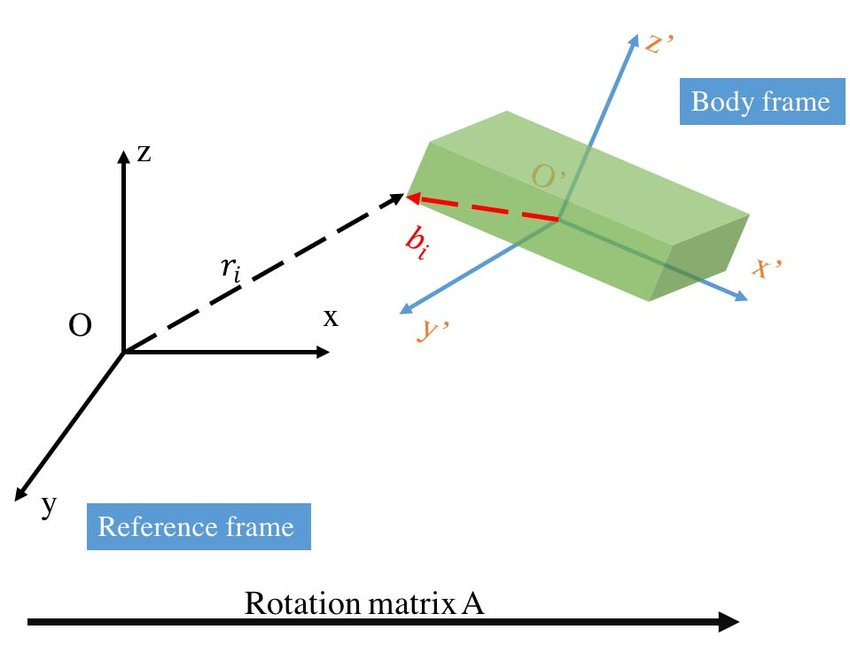 z’
Body frame
z
O’
b_i
r_i
x’
x
O
y’
y
Reference frame
Rotation matrix A